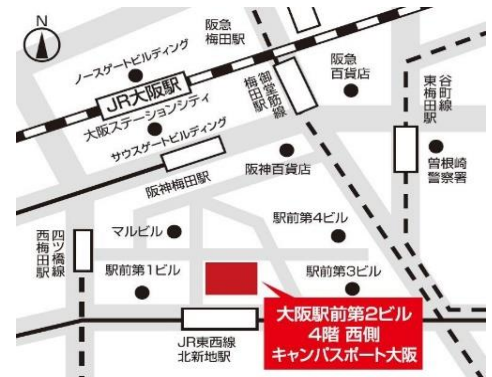 N
阪急
梅田駅
ノースゲートビルディング
JR大阪駅
大阪ステーションシティ
サウスゲートビルディング
御堂筋線
梅田駅
阪急
百貨店
谷町線
東梅田駅
曽根崎
警察署
阪神梅田駅
阪神百貨店
四ツ橋線
西梅田駅
マルビル
駅前第4ビル
駅前第1ビル
駅前第3ビル
JR東西線
北新地駅
大阪駅前第2ビル
4階 西側
キャンパスポート大阪